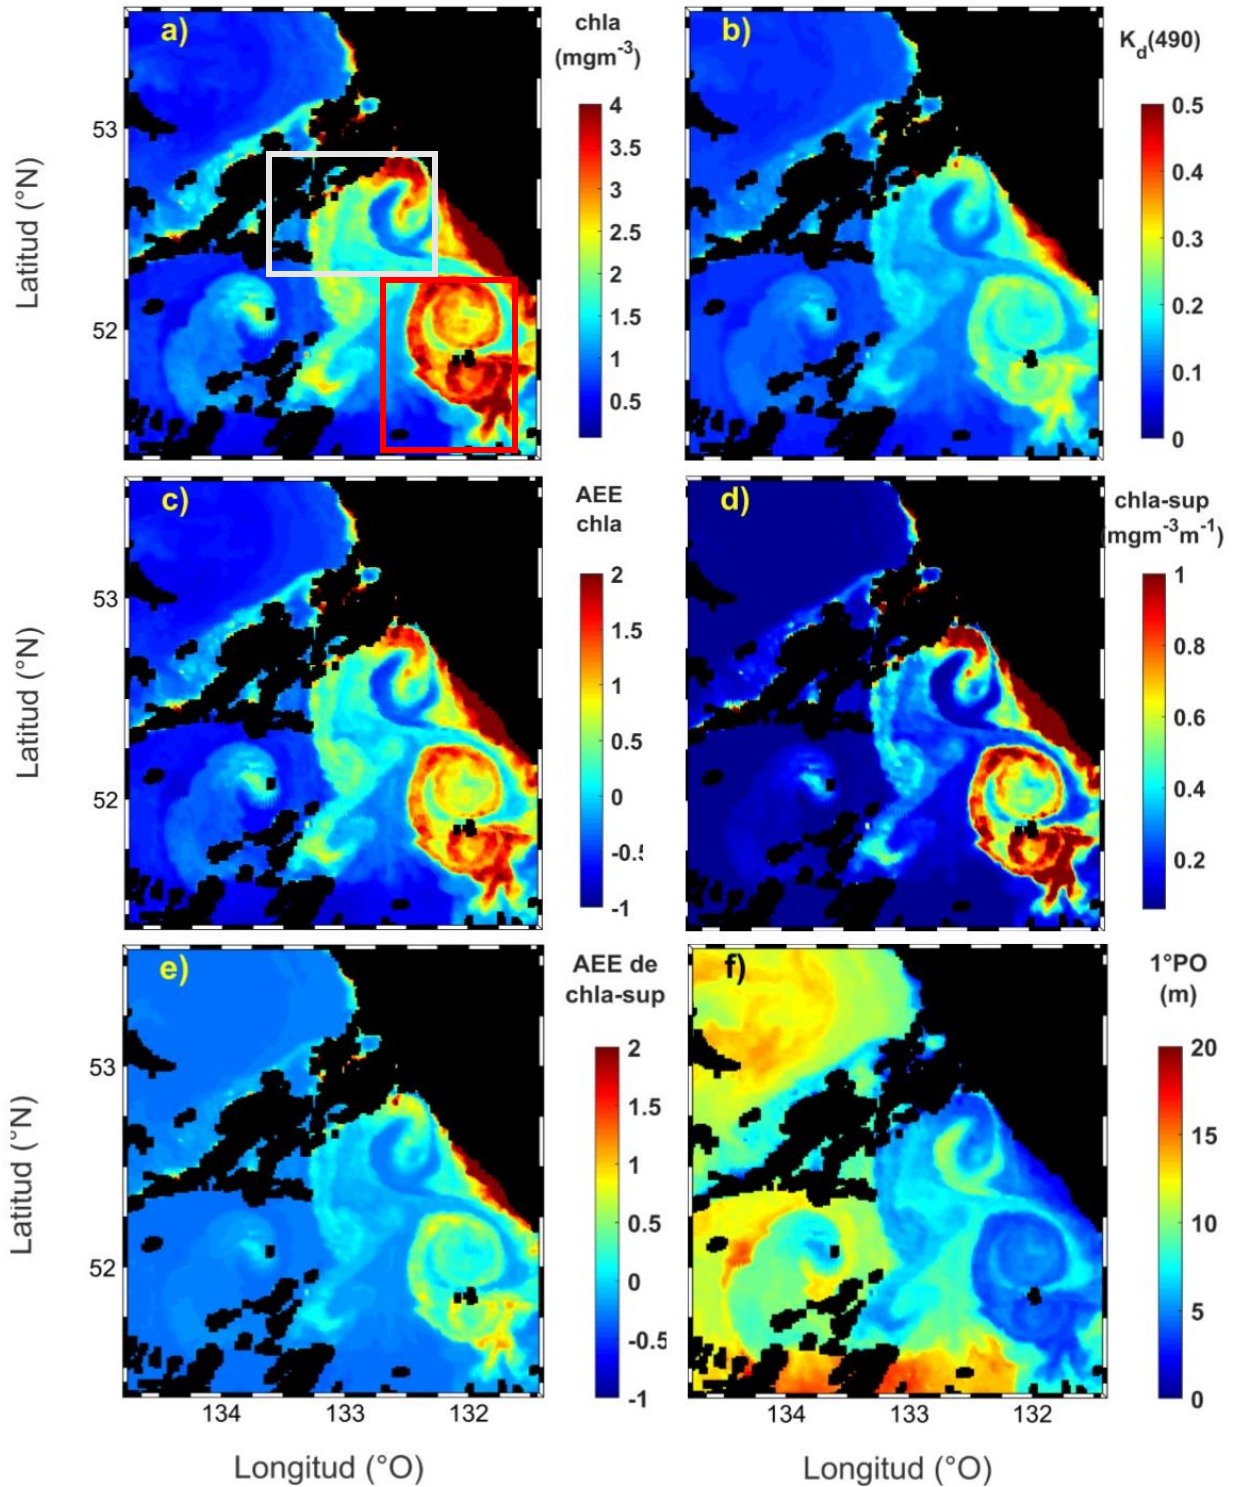 a)
chla
(mgm⁻³)
4
3.5
3
2.5
2
1.5
1
0.5
53
52
Latitud (°N)
b)
K_d(490)
0.5
0.4
0.3
0.2
0.1
0
c)
AEE
chla
2
1.5
1
0.5
0
-0.5
-1
53
52
Latitud (°N)
d)
chla-sup
(mgm⁻³m⁻¹)
1
0.8
0.6
0.4
0.2
e)
AEE de
chla-sup
2
1.5
1
0.5
0
-0.5
-1
53
52
Latitud (°N)
134 133 132
Longitud (°O)
f)
1°PO
(m)
20
15
10
5
0
134 133 132
Longitud (°O)